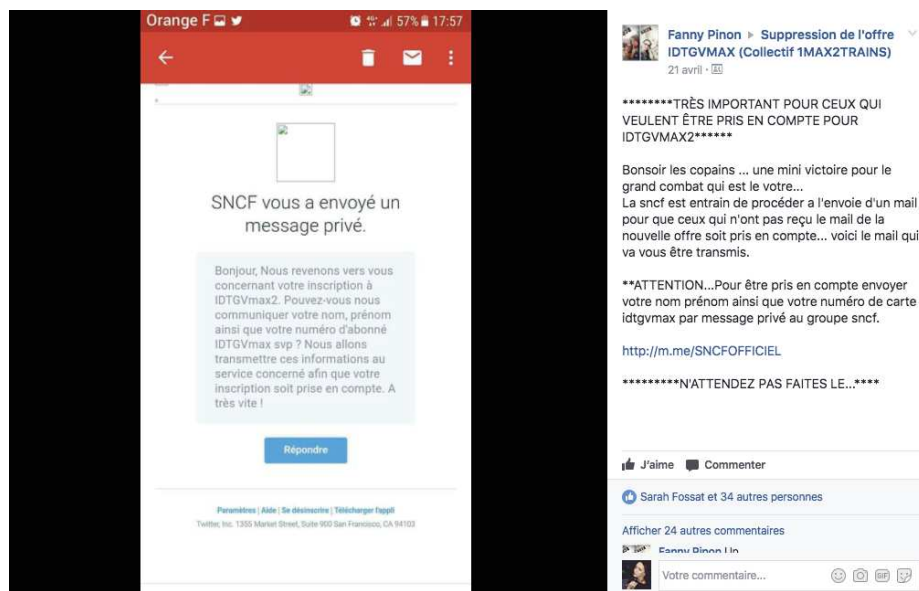 Orange F 57% 17:57
SNCF vous a envoyé un
message privé.
Bonjour, Nous revenons vers vous
concernant votre inscription à
IDTGVmax2. Pouvez-vous nous
communiquer votre nom, prénom
ainsi que votre numéro d'abonné
IDTGVmax svp ? Nous allons
transmettre ces informations au
service concerné afin que votre
inscription soit prise en compte. A
très vite !
Répondre
Paramètres | Aide | Se désinscrire | Télécharger l'appli
Twitter, Inc. 1355 Market Street, Suite 900 San Francisco, CA 94103
Fanny Pinon ▸ Suppression de l'offre
IDTGVMAX (Collectif 1MAX2TRAINS)
21 avril ·
********TRÈS IMPORTANT POUR CEUX QUI
VEULENT ÊTRE PRIS EN COMPTE POUR
IDTGVMAX2******
Bonsoir les copains ... une mini victoire pour le
grand combat qui est le votre...
La sncf est entrain de procéder a l'envoie d'un mail
pour que ceux qui n'ont pas reçu le mail de la
nouvelle offre soit pris en compte... voici le mail qui
va vous être transmis.
**ATTENTION...Pour être pris en compte envoyer
votre nom prénom ainsi que votre numéro de carte
idtgvmax par message privé au groupe sncf.
http://m.me/SNCFOFFICIEL
*********N'ATTENDEZ PAS FAITES LE...****
J'aime Commenter
Sarah Fossat et 34 autres personnes
Afficher 24 autres commentaires
Fanny Pinon Up
Votre commentaire...
GIF